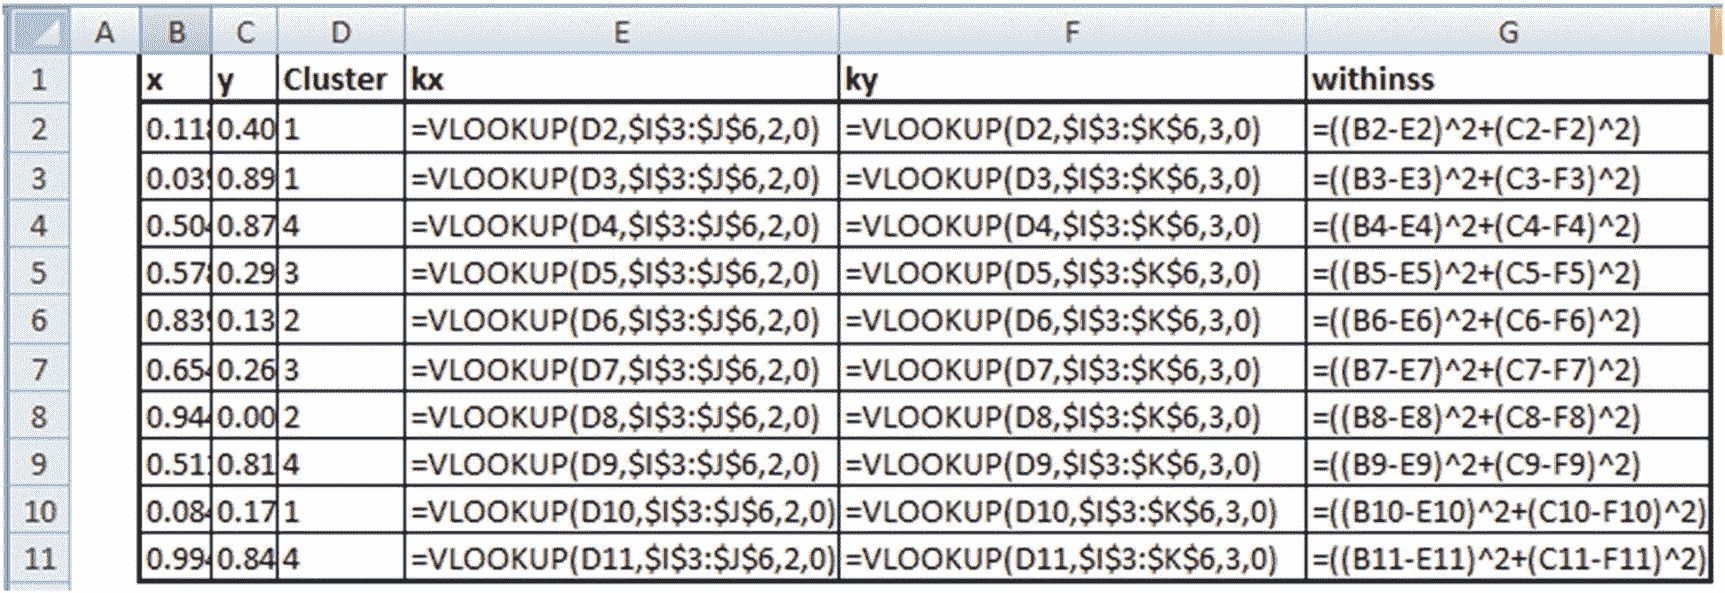 A B C D E F G
1 x y Cluster kx ky withinss
2 0.118 0.40 1 =VLOOKUP(D2,$I$3:$J$6,2,0) =VLOOKUP(D2,$I$3:$K$6,3,0) =((B2-E2)^2+(C2-F2)^2)
3 0.039 0.89 1 =VLOOKUP(D3,$I$3:$J$6,2,0) =VLOOKUP(D3,$I$3:$K$6,3,0) =((B3-E3)^2+(C3-F3)^2)
4 0.504 0.87 4 =VLOOKUP(D4,$I$3:$J$6,2,0) =VLOOKUP(D4,$I$3:$K$6,3,0) =((B4-E4)^2+(C4-F4)^2)
5 0.578 0.29 3 =VLOOKUP(D5,$I$3:$J$6,2,0) =VLOOKUP(D5,$I$3:$K$6,3,0) =((B5-E5)^2+(C5-F5)^2)
6 0.839 0.13 2 =VLOOKUP(D6,$I$3:$J$6,2,0) =VLOOKUP(D6,$I$3:$K$6,3,0) =((B6-E6)^2+(C6-F6)^2)
7 0.654 0.26 3 =VLOOKUP(D7,$I$3:$J$6,2,0) =VLOOKUP(D7,$I$3:$K$6,3,0) =((B7-E7)^2+(C7-F7)^2)
8 0.944 0.00 2 =VLOOKUP(D8,$I$3:$J$6,2,0) =VLOOKUP(D8,$I$3:$K$6,3,0) =((B8-E8)^2+(C8-F8)^2)
9 0.511 0.81 4 =VLOOKUP(D9,$I$3:$J$6,2,0) =VLOOKUP(D9,$I$3:$K$6,3,0) =((B9-E9)^2+(C9-F9)^2)
10 0.084 0.17 1 =VLOOKUP(D10,$I$3:$J$6,2,0) =VLOOKUP(D10,$I$3:$K$6,3,0) =((B10-E10)^2+(C10-F10)^2)
11 0.994 0.84 4 =VLOOKUP(D11,$I$3:$J$6,2,0) =VLOOKUP(D11,$I$3:$K$6,3,0) =((B11-E11)^2+(C11-F11)^2)